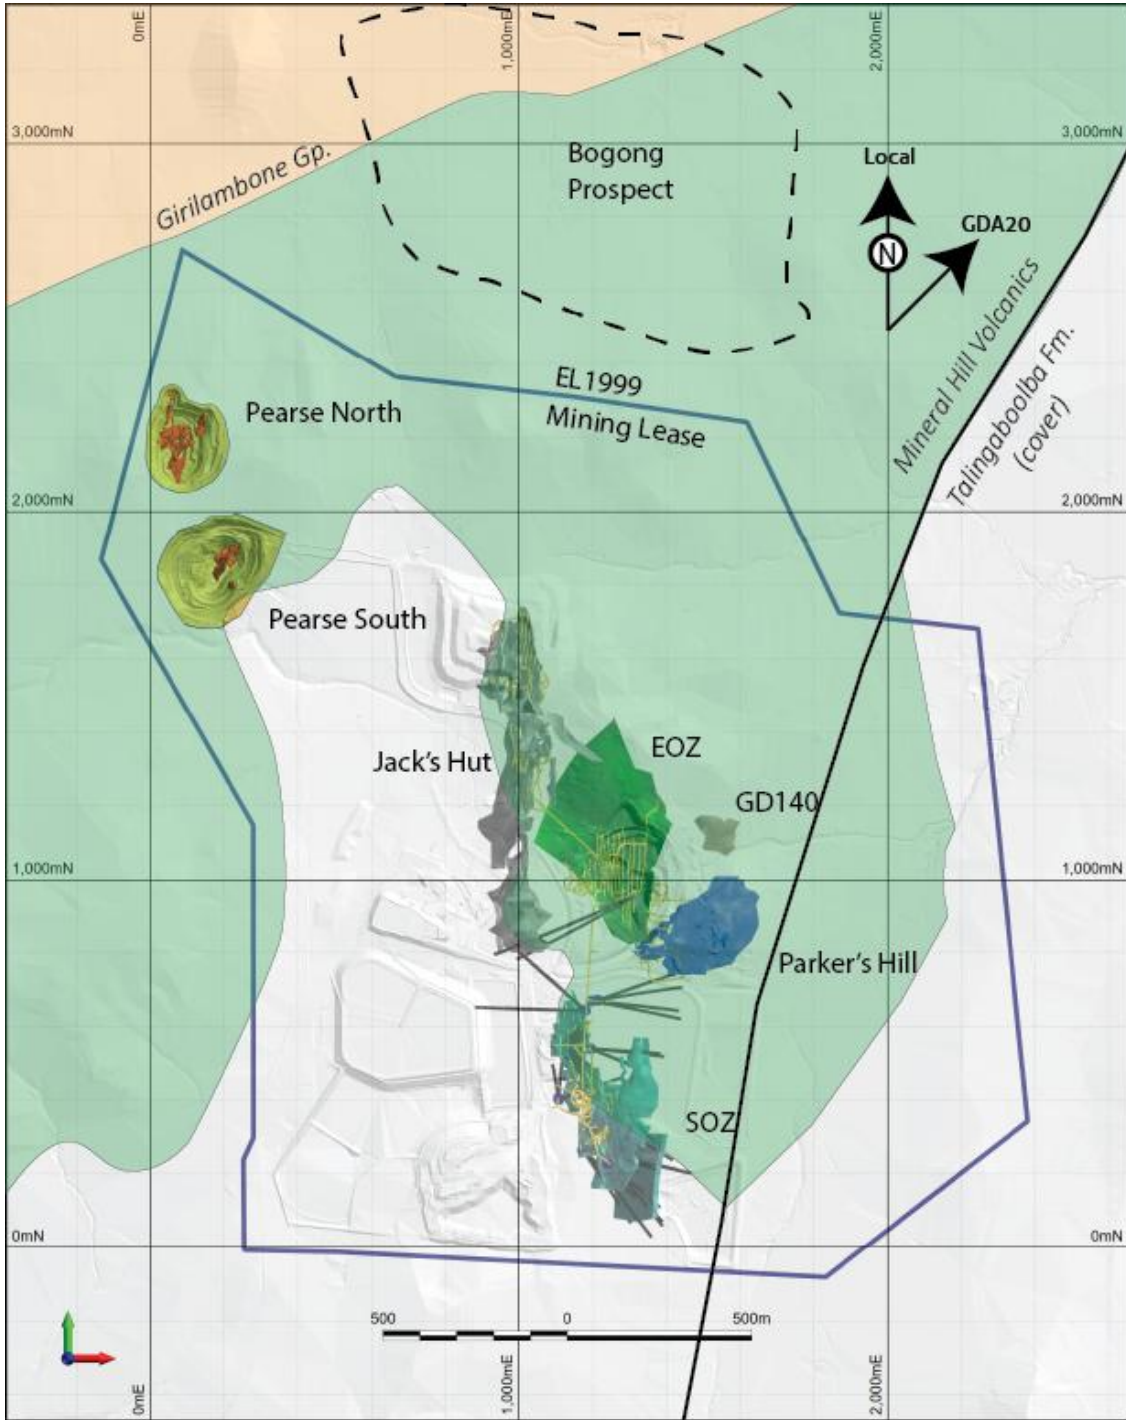 0mE
1,000mE
2,000mE
3,000mN
3,000mN
Girilambone Gp.
Bogong
Prospect
Local
GDA20
N
Mineral Hill Volcanics
Talingaboolba Fm.
(cover)
EL1999
Mining Lease
Pearse North
2,000mN
2,000mN
Pearse South
Jack's Hut
EOZ
GD140
1,000mN
1,000mN
Parker's Hill
SOZ
0mN
0mN
500
0
500m
0mE
1,000mE
2,000mE